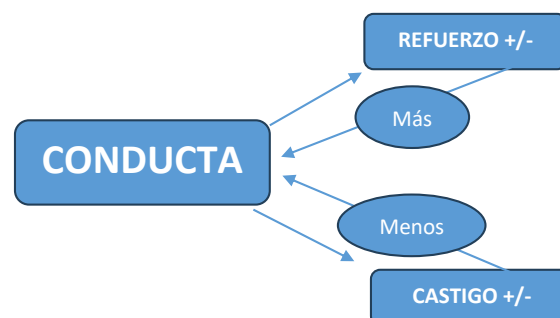 REFUERZO +/-
Más
CONDUCTA
Menos
CASTIGO +/-